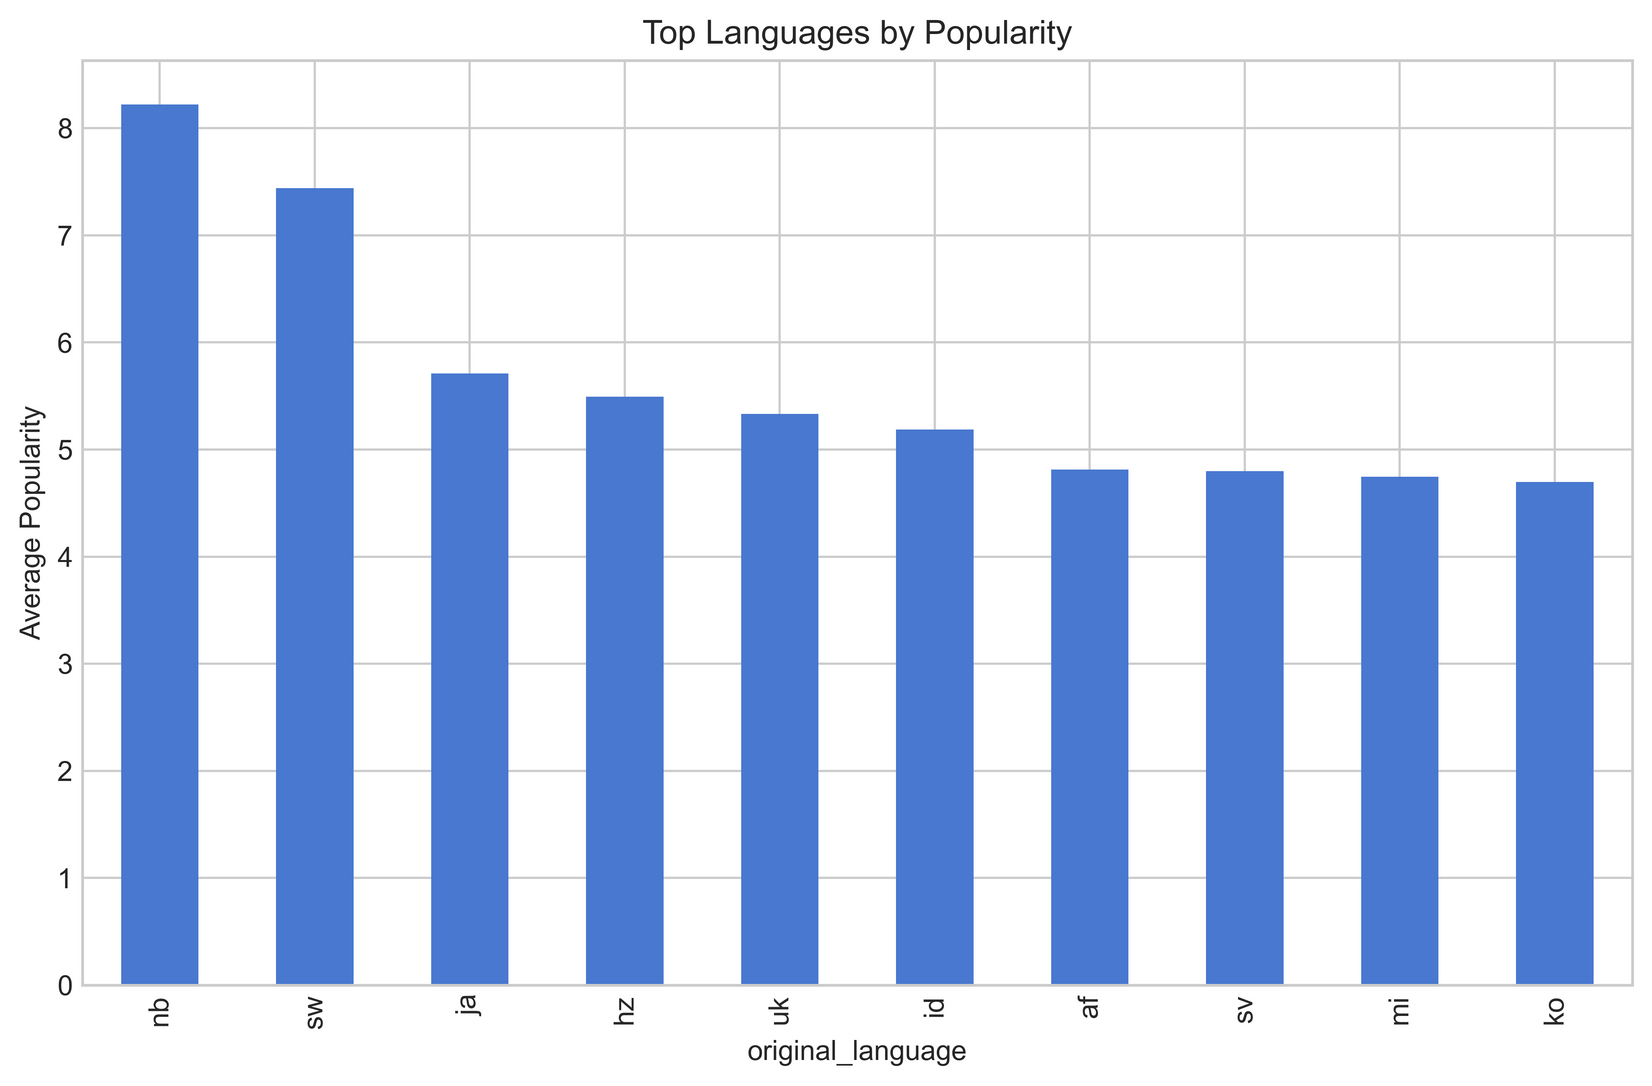 Top Languages by Popularity
Average Popularity
8
7
6
5
4
3
2
1
0
nb
sw
ja
hz
uk
id
af
sv
mi
ko
original_language